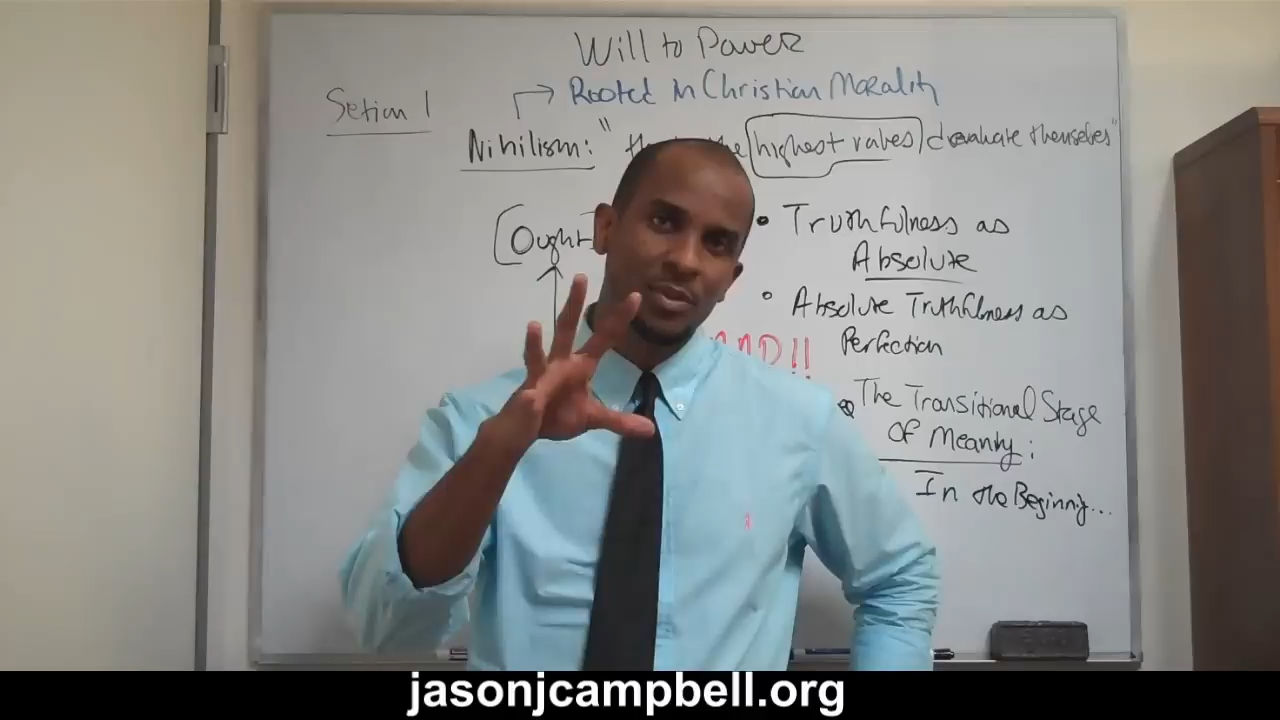 Will to Power
Rooted in Christian Morality
Section 1
Nihilism: " the highest values devaluate themselves"
[Ought
• Truthfulness as
Absolute
• Absolute Truthfulness as
Perfection
!!
• The Transitional Stage
Of Meaning:
In the Beginning...
jasonjcampbell.org